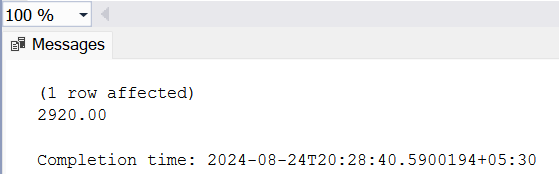 100 %
Messages
(1 row affected)
2920.00
Completion time: 2024-08-24T20:28:40.5900194+05:30